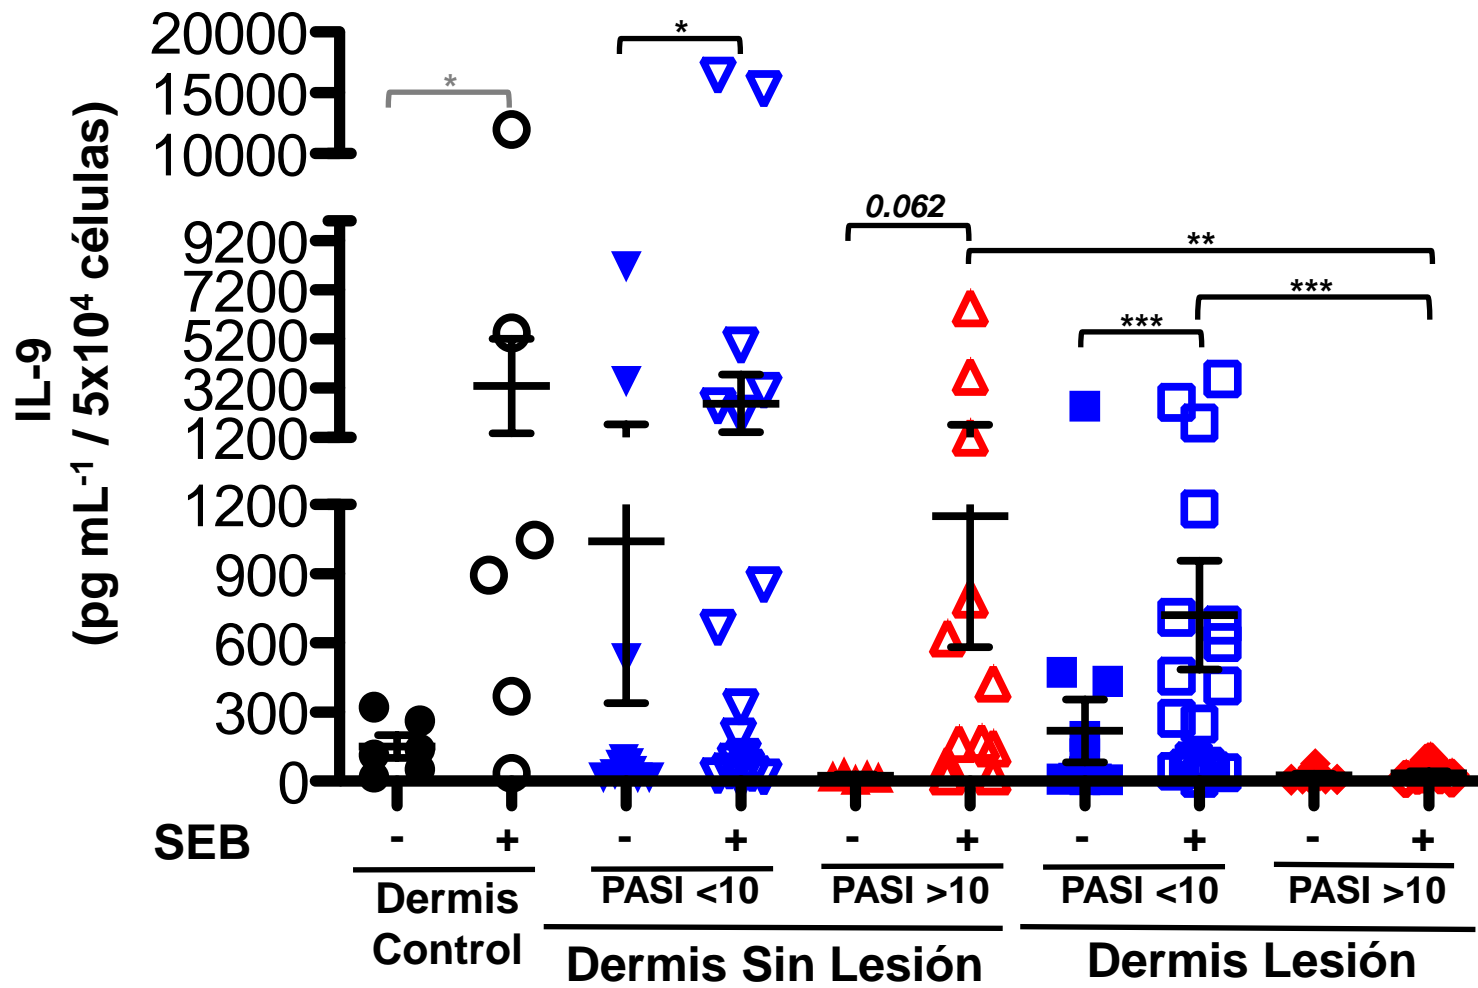 20000
15000
10000
9200
7200
5200
3200
1200
1200
900
600
300
0
IL-9
(pg mL⁻¹ / 5x10⁴ células)
*
*
0.062
**
***
***
SEB
- + - + - + - + - +
Dermis
Control
PASI <10
PASI >10
PASI <10
PASI >10
Dermis Sin Lesión
Dermis Lesión